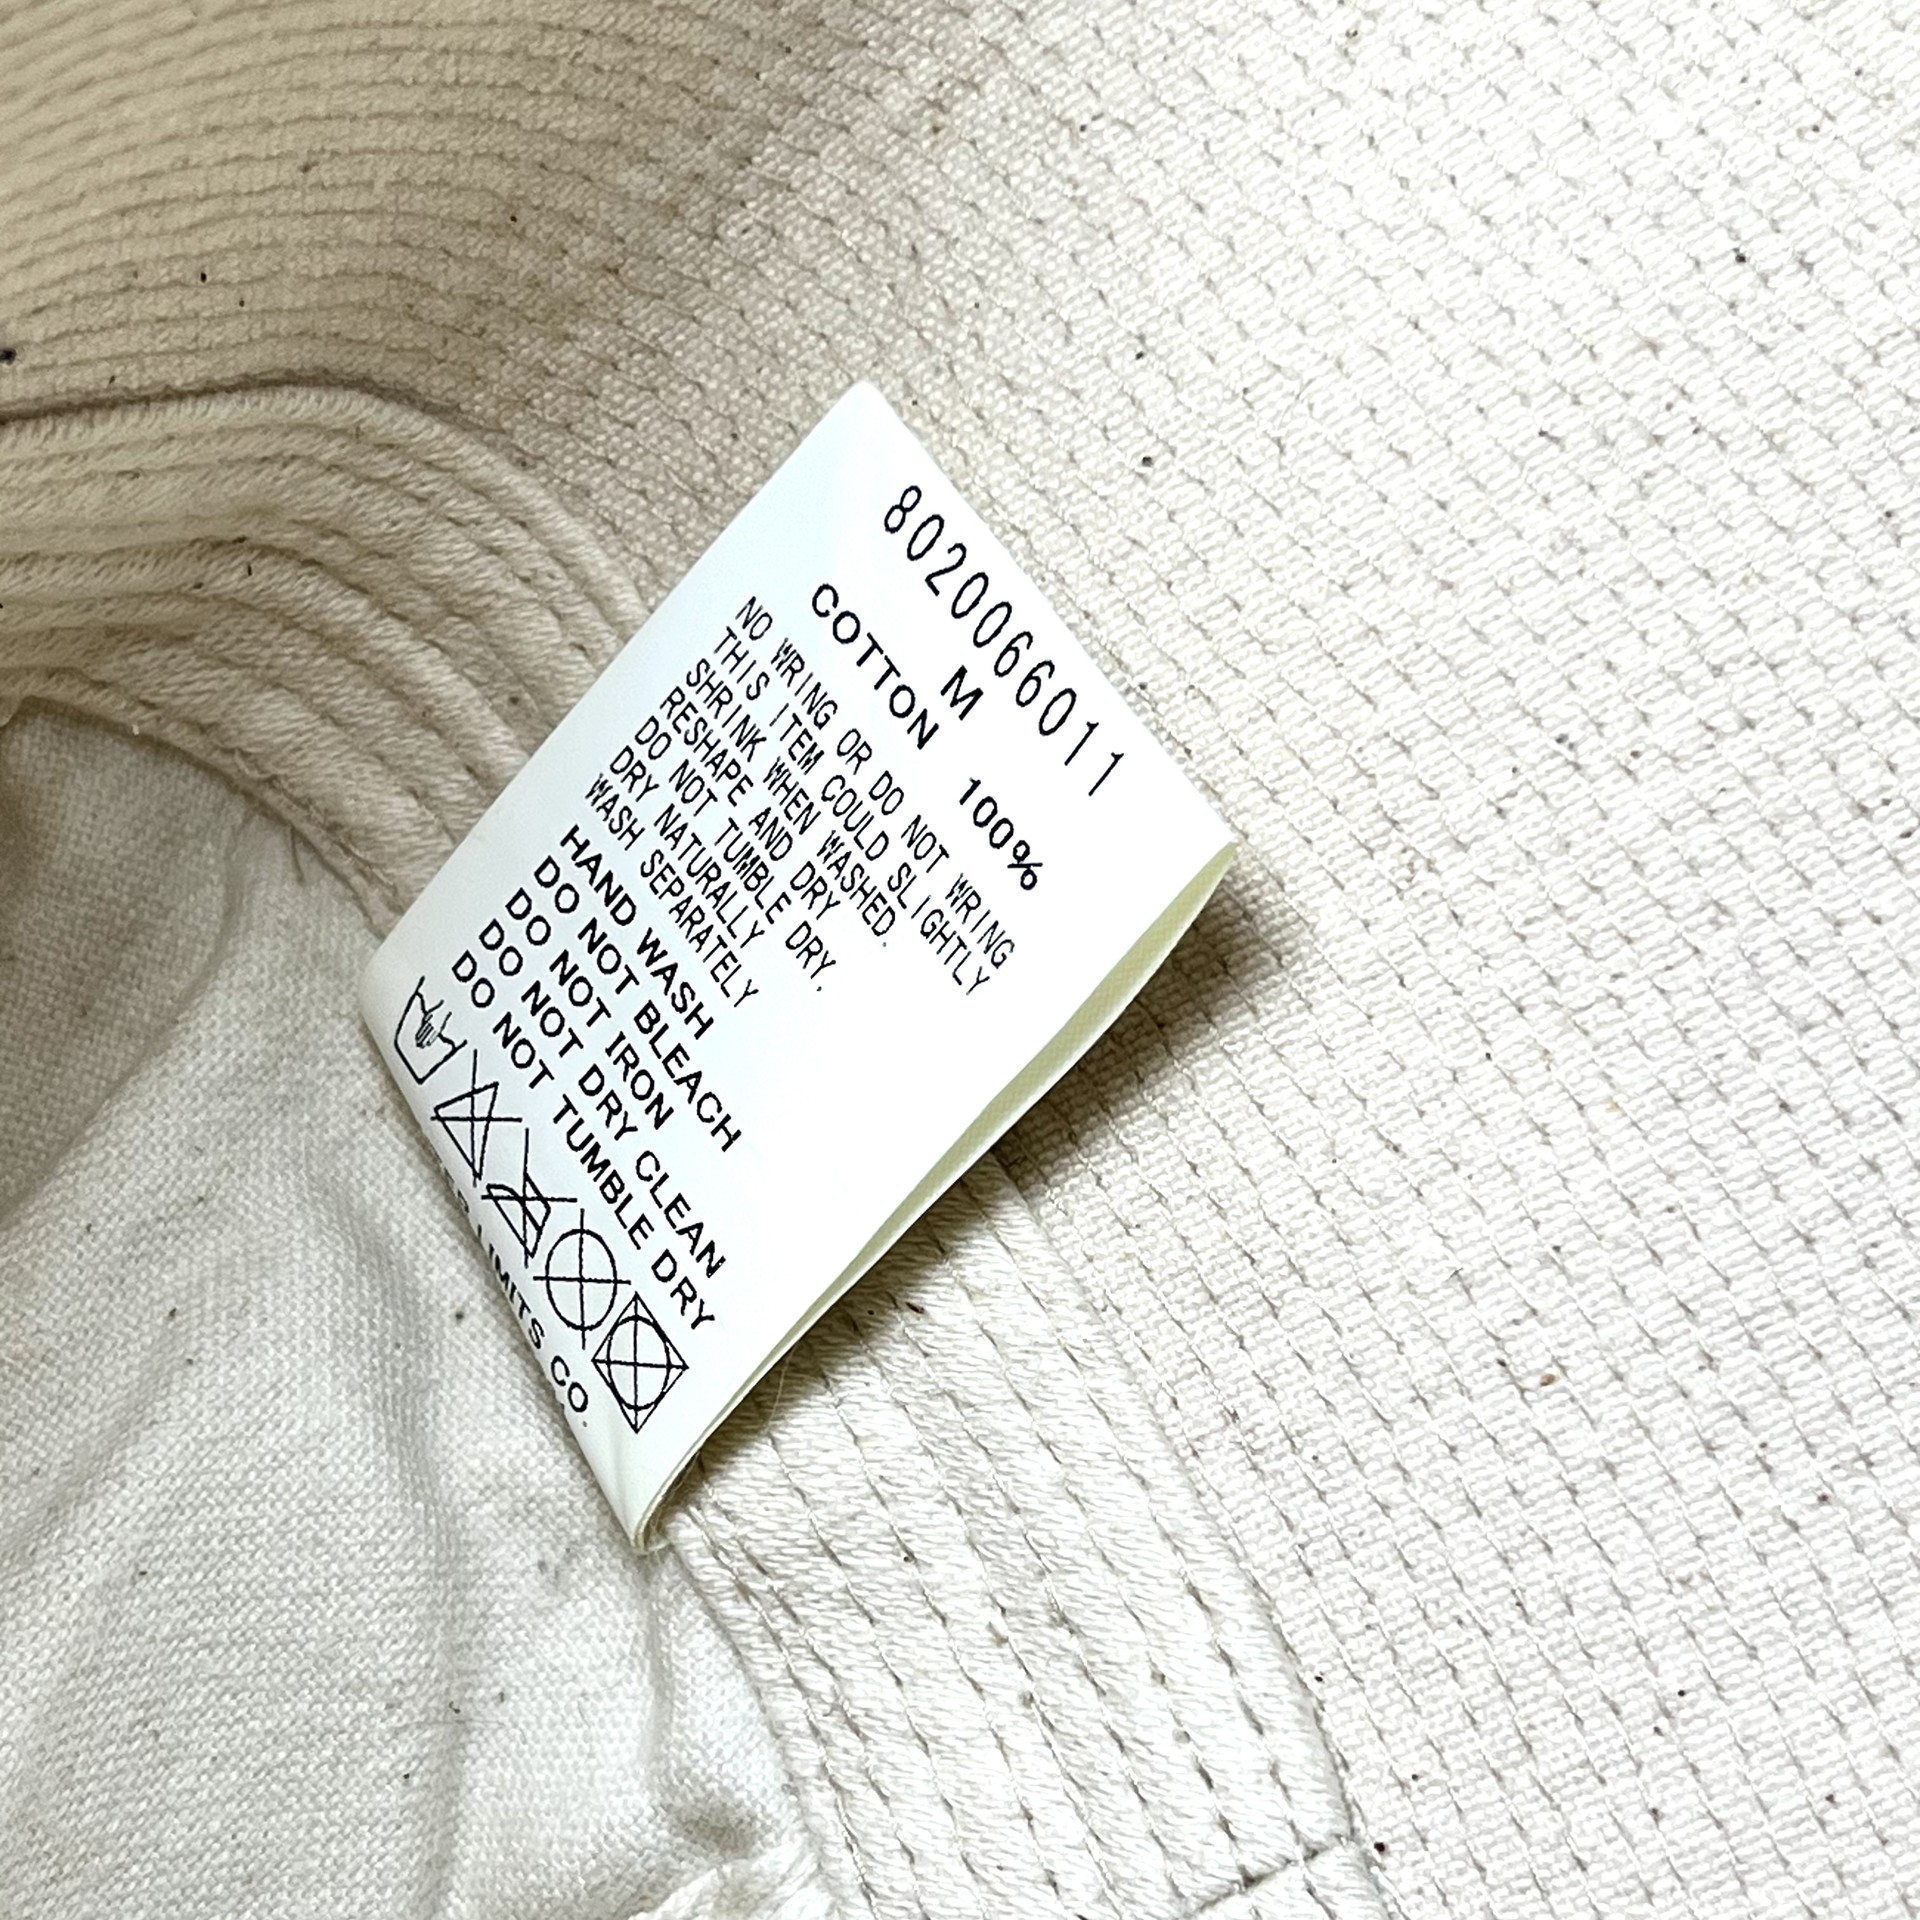 8020066011
M
COTTON 100%
NO WRING OR DO NOT WRING
THIS ITEM COULD SLIGHTLY
SHRINK WHEN WASHED.
RESHAPE AND DRY
DO NOT TUMBLE DRY.
DRY NATURALLY
WASH SEPARATELY
HAND WASH
DO NOT BLEACH
DO NOT IRON
DO NOT DRY CLEAN
DO NOT TUMBLE DRY
LIMITS CO.